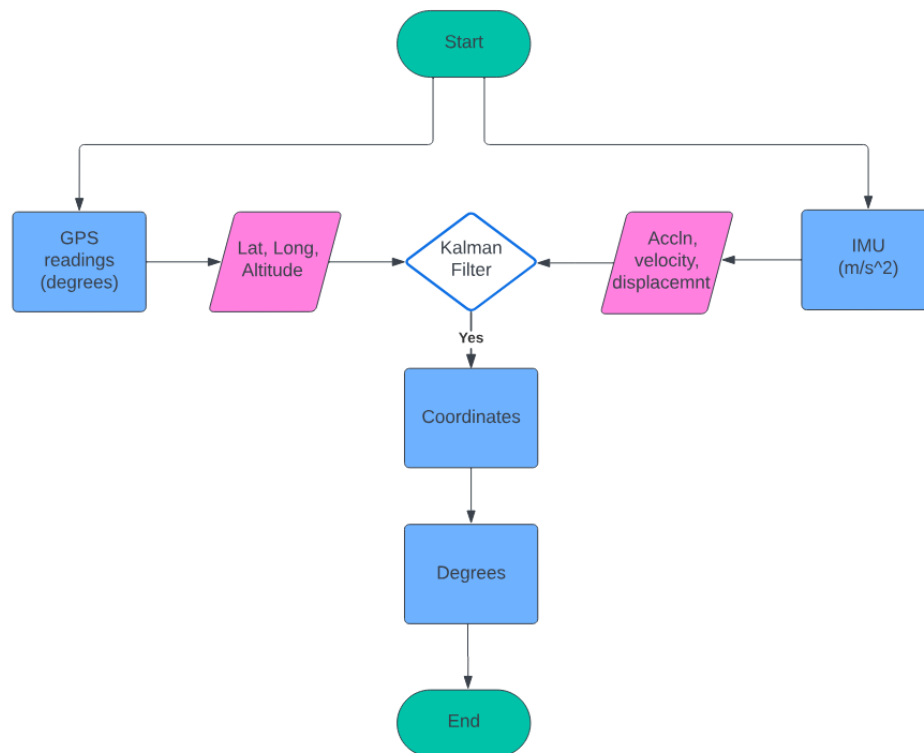 Start
GPS
readings
(degrees)
Lat, Long,
Altitude
Kalman
Filter
Accln,
velocity,
displacemnt
IMU
(m/s^2)
Yes
Coordinates
Degrees
End